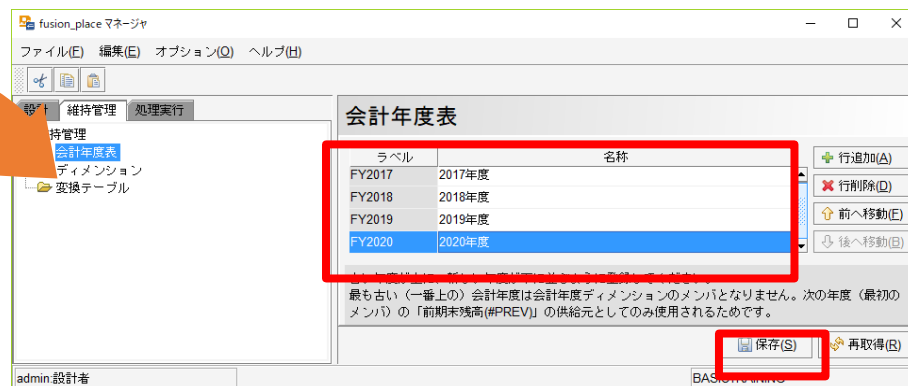 fusion_place マネージャ
ファイル(F) 編集(E) オプション(O) ヘルプ(H)
設計 維持管理 処理実行
持管理
会計年度表
ディメンション
変換テーブル
会計年度表
ラベル 名称
FY2017 2017年度
FY2018 2018年度
FY2019 2019年度
FY2020 2020年度
行追加(A)
行削除(D)
前へ移動(F)
後へ移動(B)
最も古い（一番上の）会計年度は会計年度ディメンションのメンバとなりません。次の年度（最初の
メンバ）の「前期末残高(#PREV)」の供給元としてのみ使用されるためです。
保存(S) 再取得(R)
admin:設計者